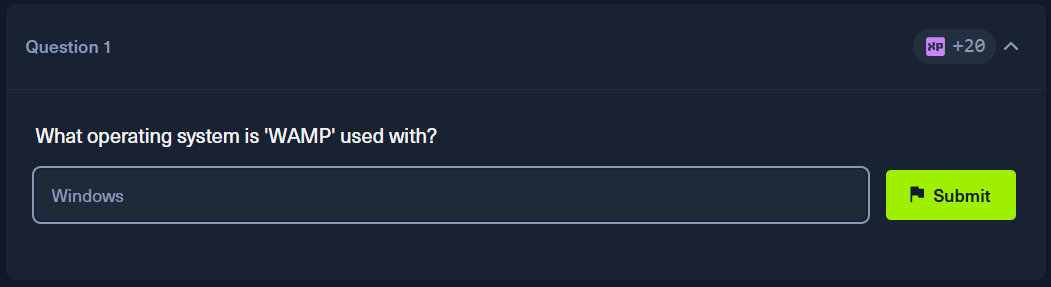 Question 1
XP +20
What operating system is 'WAMP' used with?
Windows
Submit